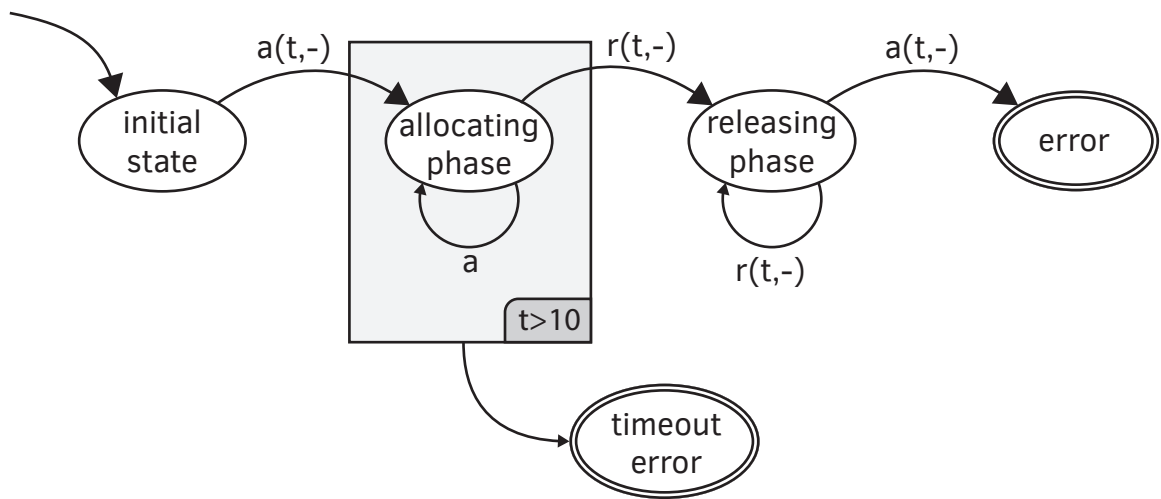 a(t,-)
r(t,-)
a(t,-)
initial
state
allocating
phase
releasing
phase
error
a
r(t,-)
t>10
timeout
error